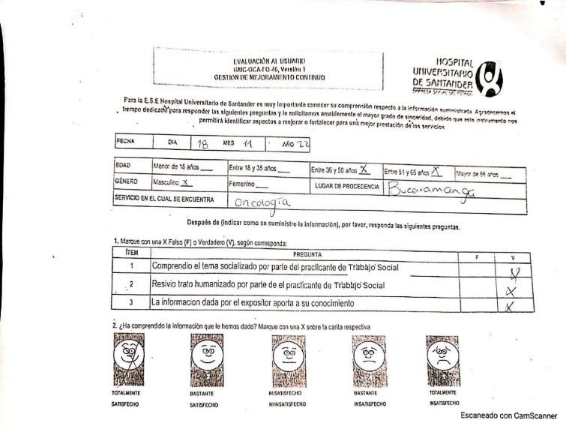 EVALUACIÓN AL USUARIO
GMC-GCA-FO-46, Versión 1
GESTION DE MEJORAMIENTO CONTINUO
HOSPITAL
UNIVERSITARIO
DE SANTANDER
EMPRESA SOCIAL DEL ESTADO
Para la E.S.E Hospital Universitario de Santander es muy importante conocer su comprensión respecto a la información suministrada. Agradecemos el
tiempo dedicado para responder las siguientes preguntas y le solicitamos amablemente el mayor grado de sinceridad, debido que este instrumento nos
permitirá identificar aspectos a mejorar o fortalecer para una mejor prestación de los servicios
FECHA DIA 18 MES 11 AÑO 22
EDAD Menor de 18 años ___ Entre 18 y 35 años ___ Entre 36 y 50 años X Entre 51 y 65 años X Mayor de 65 años ___
GÉNERO Masculino X Femenino ___ LUGAR DE PROCEDENCIA Bucaramanga
SERVICIO EN EL CUAL SE ENCUENTRA Oncología
Después de (indicar como se suministro la información), por favor, responda las siguientes preguntas.
1. Marque con una X Falso (F) o Verdadero (V), según corresponda:
ÍTEM PREGUNTA F V
1 Comprendio el tema socializado por parte del practicante de Trabajo Social X
2 Resivio trato humanizado por parte de el practicante de Trabajo Social X
3 La informacion dada por el expositor aporta a su conocimiento X
2. ¿Ha comprendido la información que le hemos dado? Marque con una X sobre la carita respectiva
TOTALMENTE BASTANTE NISATISFECHO BASTANTE TOTALMENTE
SATISFECHO SATISFECHO NIINSATISFECHO INSATISFECHO INSATISFECHO
Escaneado con CamScanner